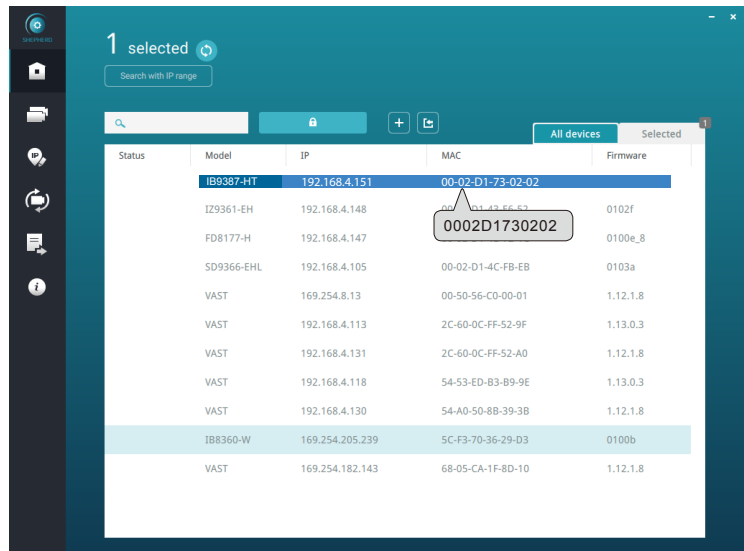 SHEPHERD
1 selected
Search with IP range
All devices Selected 1
Status Model IP MAC Firmware
IB9387-HT 192.168.4.151 00-02-D1-73-02-02
IZ9361-EH 192.168.4.148 0102f
0002D1730202
FD8177-H 192.168.4.147 0100e_8
SD9366-EHL 192.168.4.105 00-02-D1-4C-FB-EB 0103a
VAST 169.254.8.13 00-50-56-C0-00-01 1.12.1.8
VAST 192.168.4.113 2C-60-0C-FF-52-9F 1.13.0.3
VAST 192.168.4.131 2C-60-0C-FF-52-A0 1.12.1.8
VAST 192.168.4.118 54-53-ED-B3-B9-9E 1.13.0.3
VAST 192.168.4.130 54-A0-50-8B-39-3B 1.12.1.8
IB8360-W 169.254.205.239 5C-F3-70-36-29-D3 0100b
VAST 169.254.182.143 68-05-CA-1F-8D-10 1.12.1.8
IP
i